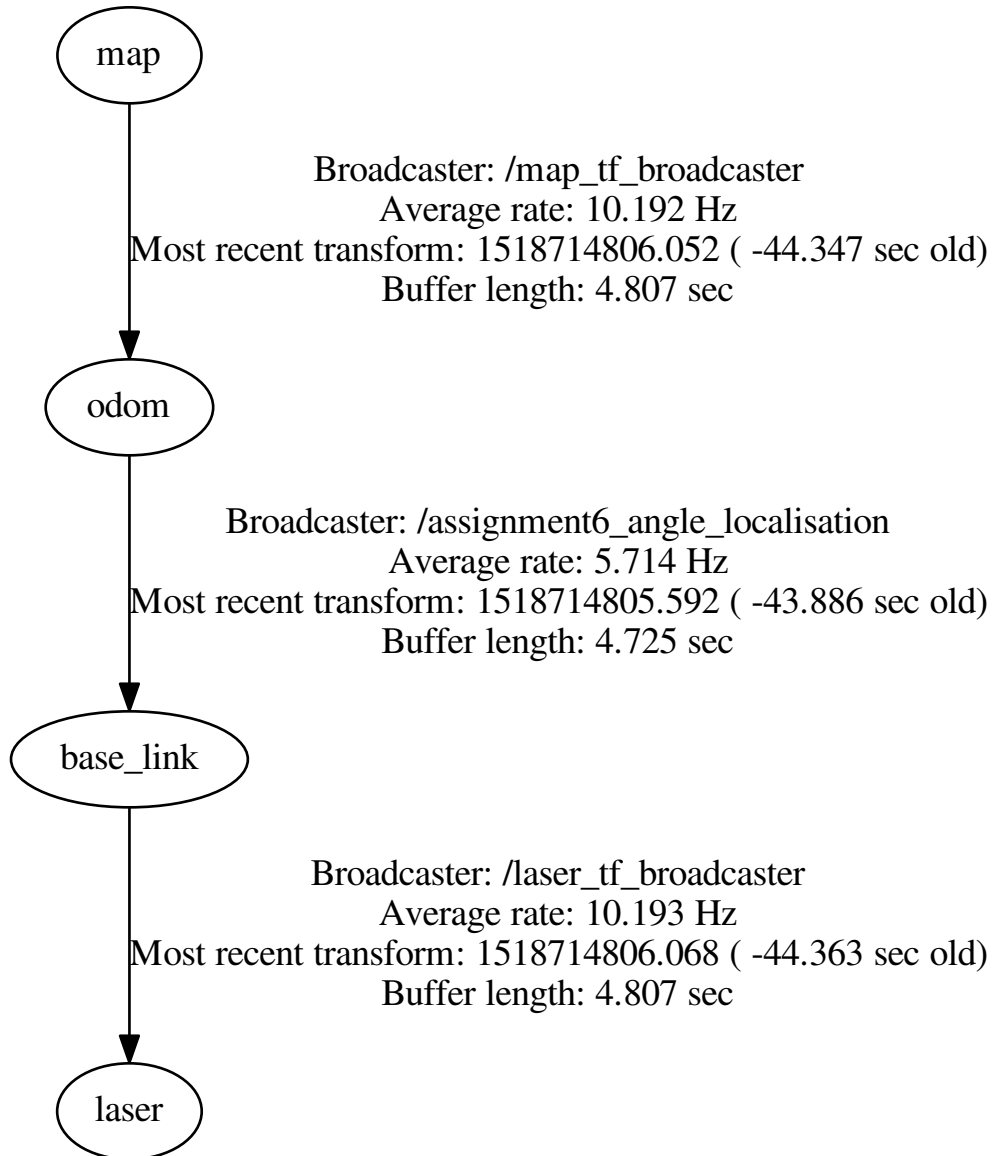 map
Broadcaster: /map_tf_broadcaster
Average rate: 10.192 Hz
Most recent transform: 1518714806.052 ( -44.347 sec old)
Buffer length: 4.807 sec
odom
Broadcaster: /assignment6_angle_localisation
Average rate: 5.714 Hz
Most recent transform: 1518714805.592 ( -43.886 sec old)
Buffer length: 4.725 sec
base_link
Broadcaster: /laser_tf_broadcaster
Average rate: 10.193 Hz
Most recent transform: 1518714806.068 ( -44.363 sec old)
Buffer length: 4.807 sec
laser